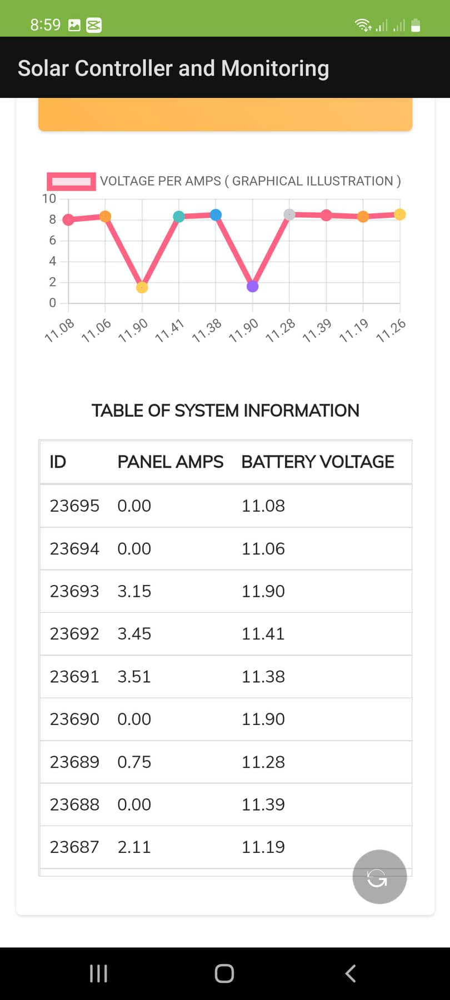 8:59
Solar Controller and Monitoring
VOLTAGE PER AMPS ( GRAPHICAL ILLUSTRATION )
10
8
6
4
2
0
11.08 11.06 11.90 11.41 11.38 11.90 11.28 11.39 11.19 11.26
TABLE OF SYSTEM INFORMATION
ID PANEL AMPS BATTERY VOLTAGE
23695 0.00 11.08
23694 0.00 11.06
23693 3.15 11.90
23692 3.45 11.41
23691 3.51 11.38
23690 0.00 11.90
23689 0.75 11.28
23688 0.00 11.39
23687 2.11 11.19